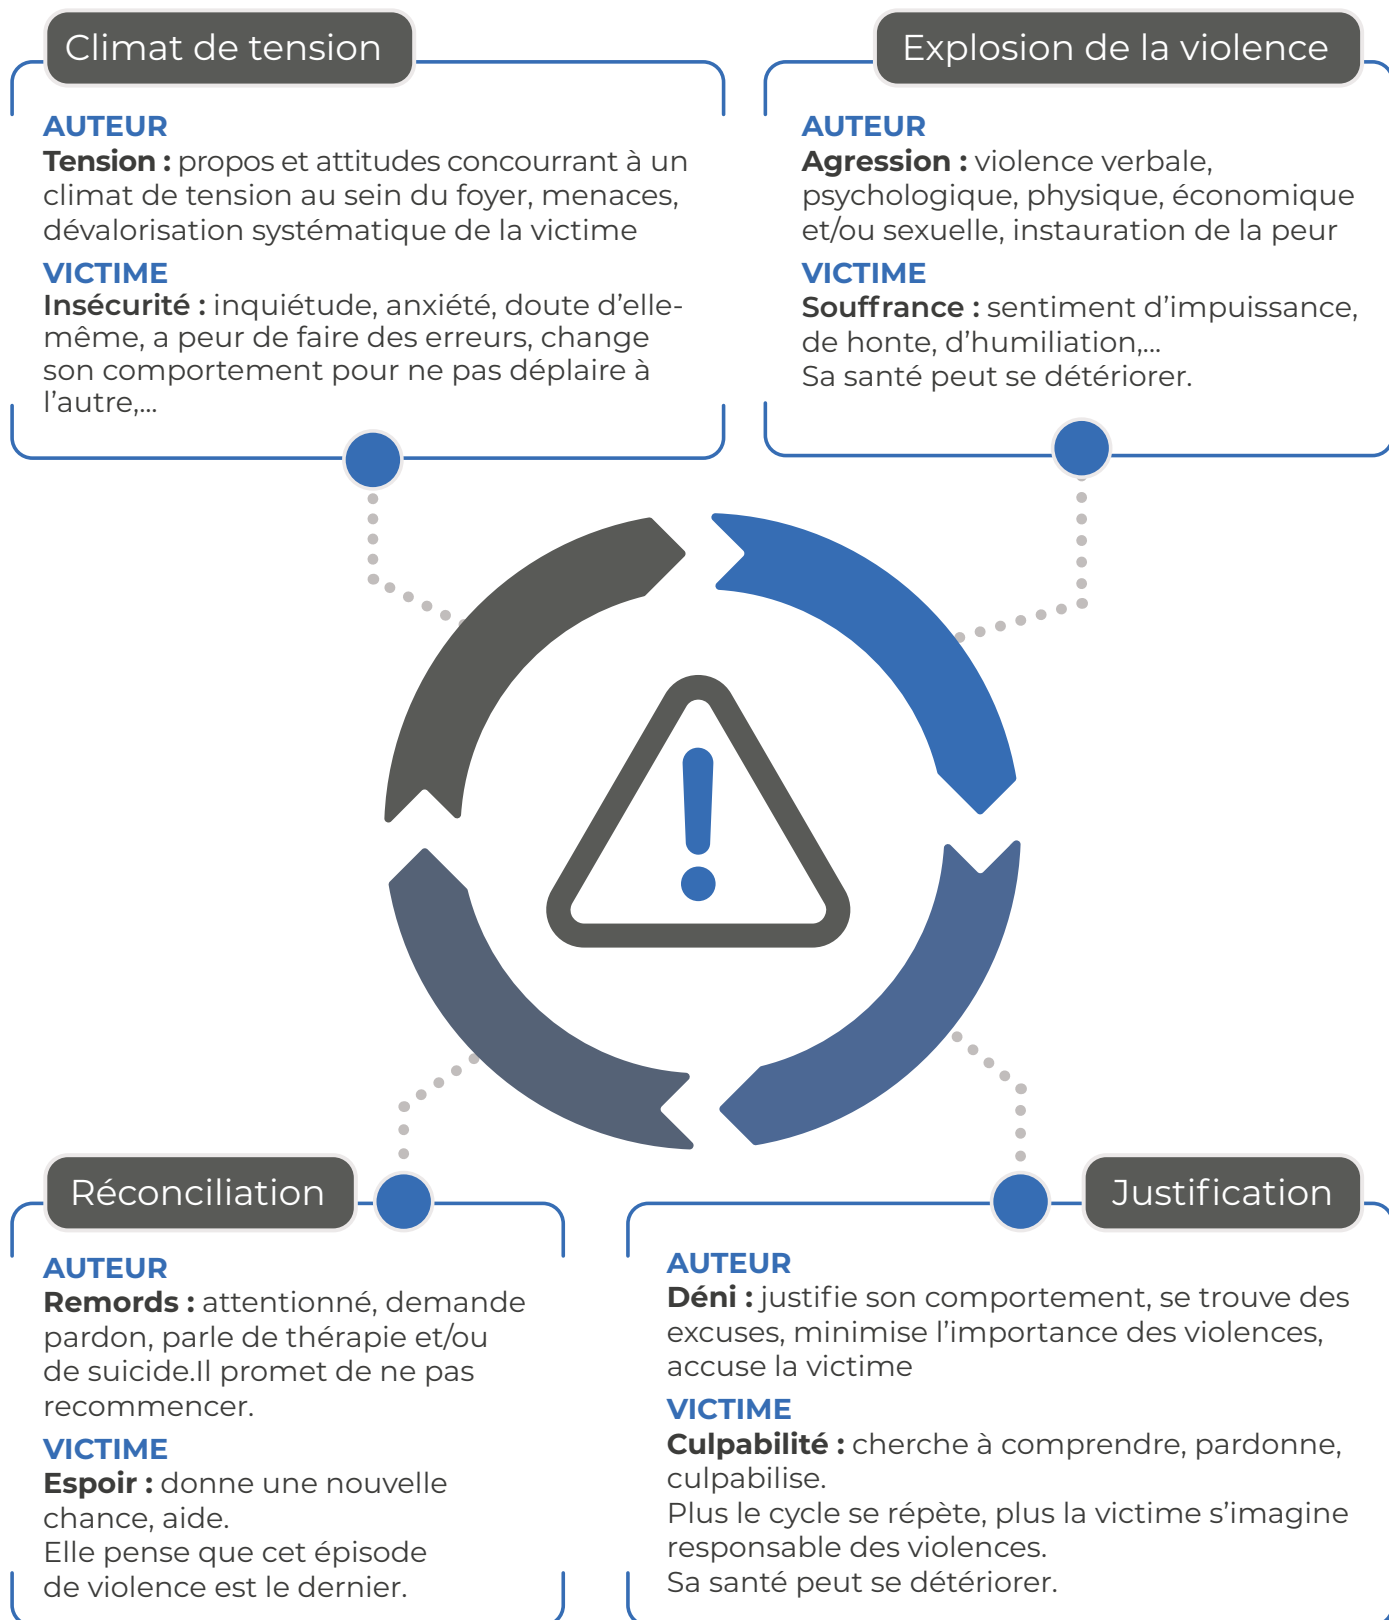 Climat de tension
AUTEUR
Tension : propos et attitudes concourrant à un
climat de tension au sein du foyer, menaces,
dévalorisation systématique de la victime
VICTIME
Insécurité : inquiétude, anxiété, doute d’elle-
même, a peur de faire des erreurs, change
son comportement pour ne pas déplaire à
l’autre,...
Explosion de la violence
AUTEUR
Agression : violence verbale,
psychologique, physique, économique
et/ou sexuelle, instauration de la peur
VICTIME
Souffrance : sentiment d’impuissance,
de honte, d’humiliation,...
Sa santé peut se détériorer.
Réconciliation
AUTEUR
Remords : attentionné, demande
pardon, parle de thérapie et/ou
de suicide.Il promet de ne pas
recommencer.
VICTIME
Espoir : donne une nouvelle
chance, aide.
Elle pense que cet épisode
de violence est le dernier.
Justification
AUTEUR
Déni : justifie son comportement, se trouve des
excuses, minimise l’importance des violences,
accuse la victime
VICTIME
Culpabilité : cherche à comprendre, pardonne,
culpabilise.
Plus le cycle se répète, plus la victime s’imagine
responsable des violences.
Sa santé peut se détériorer.